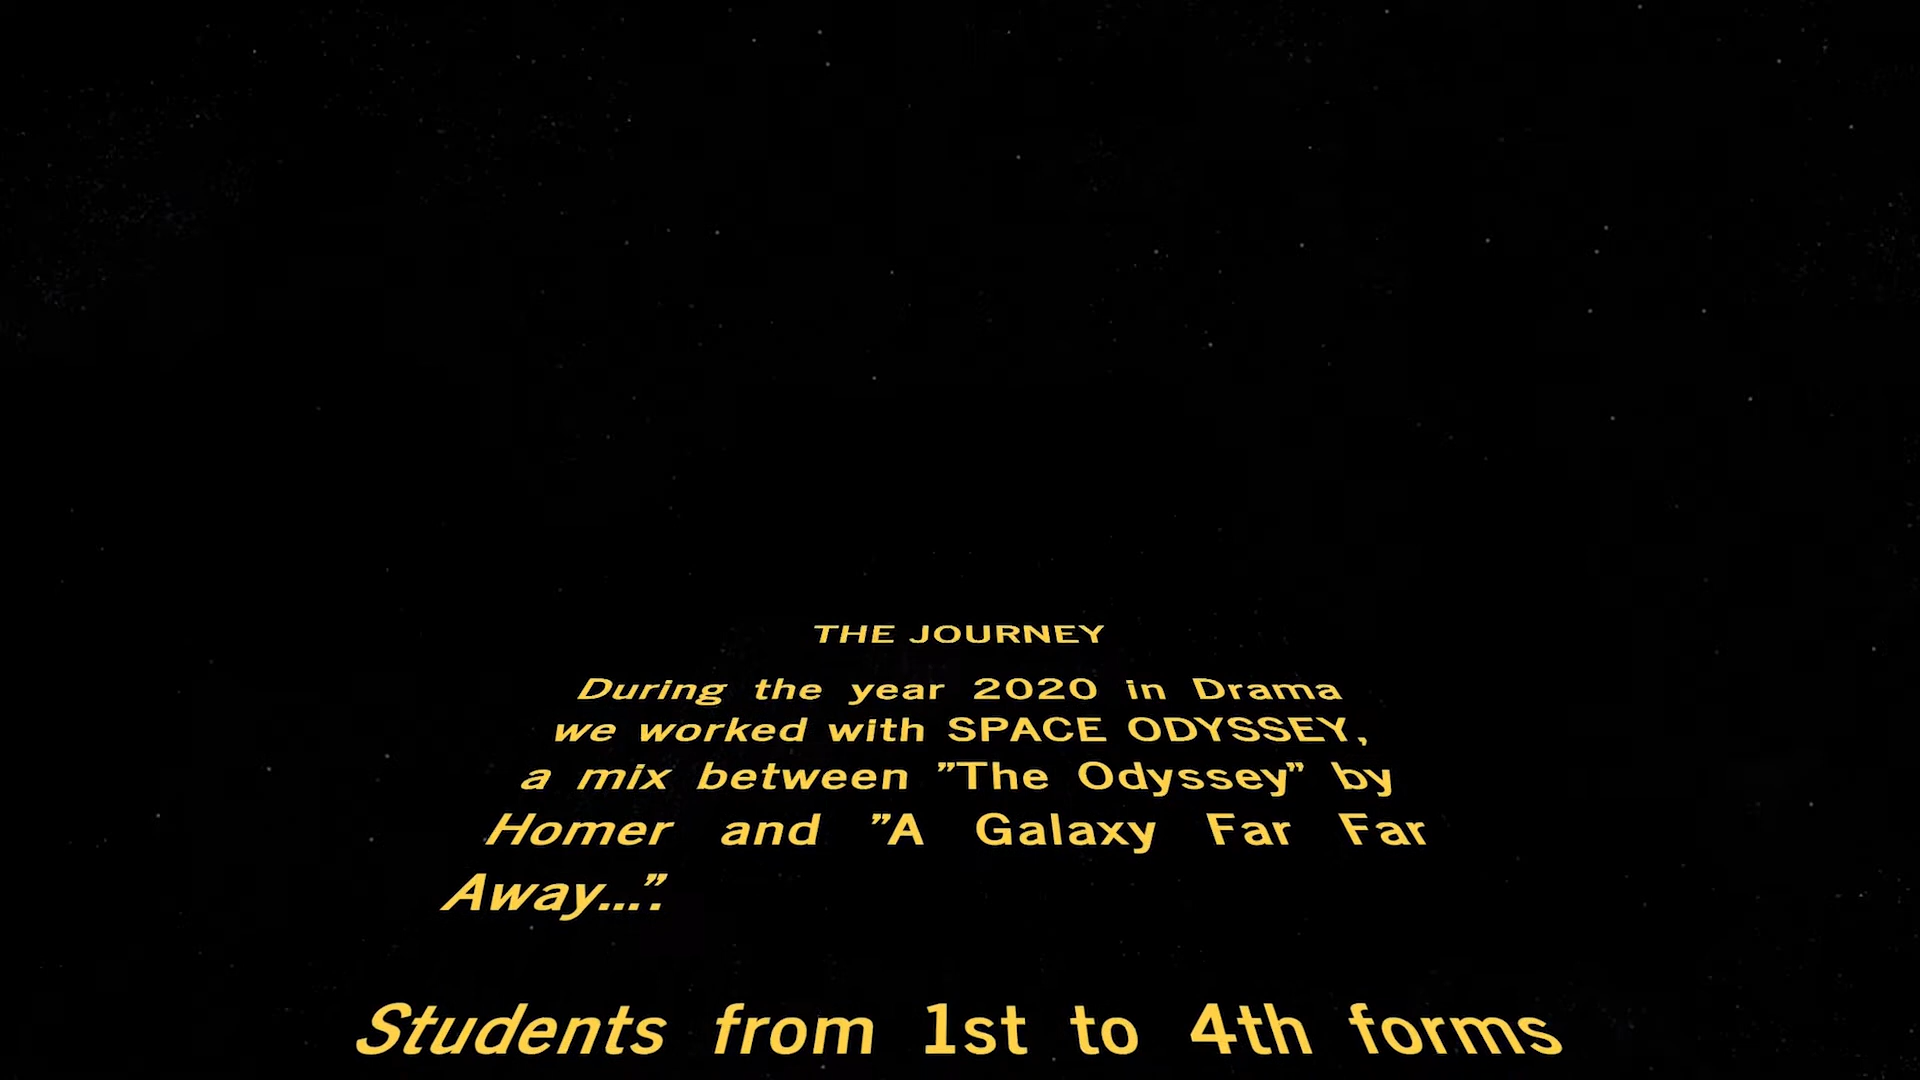 THE JOURNEY
During the year 2020 in Drama
we worked with SPACE ODYSSEY,
a mix between ”The Odyssey” by
Homer and ”A Galaxy Far Far
Away...”.
Students from 1st to 4th forms